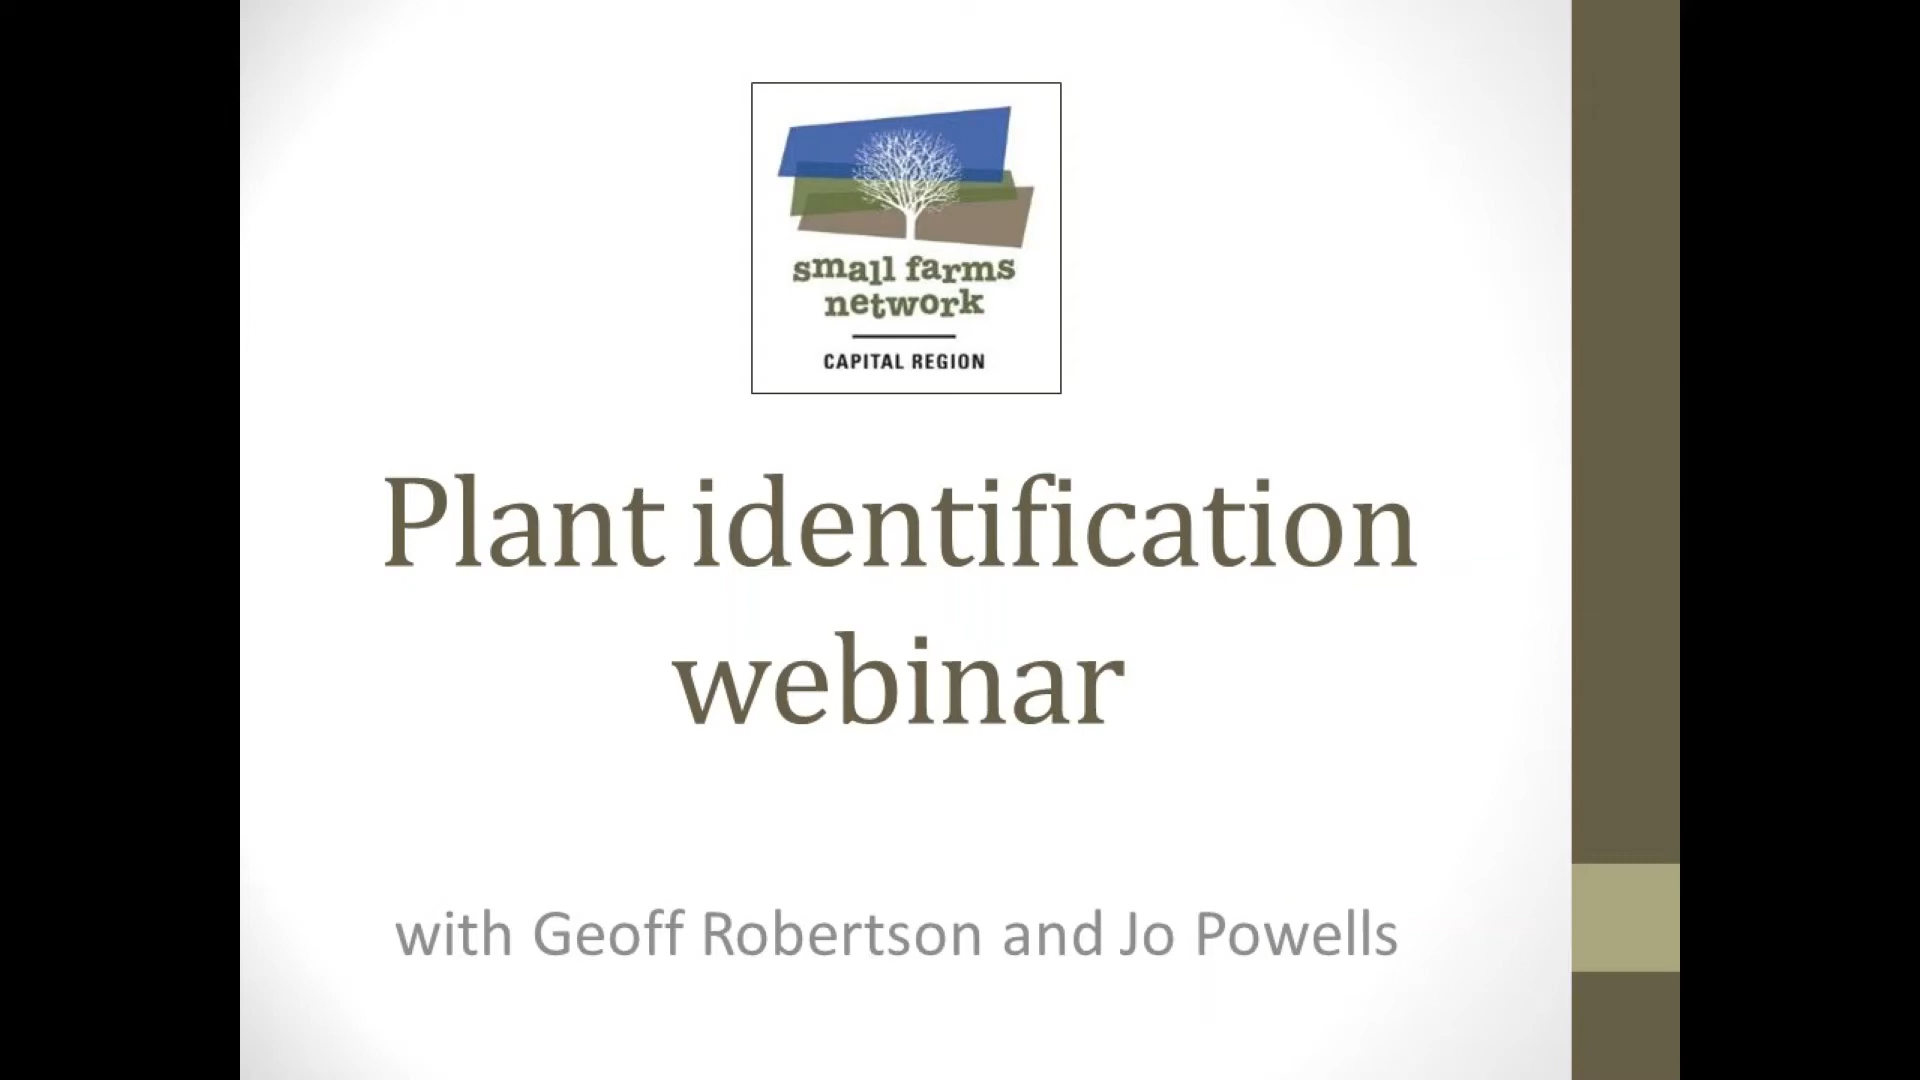 small farms
network
CAPITAL REGION
Plant identification
webinar
with Geoff Robertson and Jo Powells